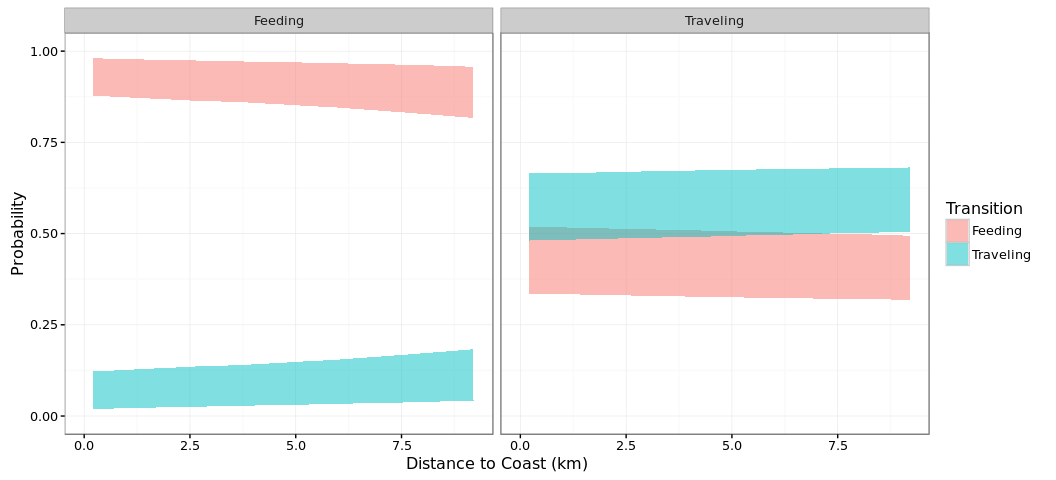 Feeding Traveling
1.00
0.75
0.50
0.25
0.00
Probability
0.0 2.5 5.0 7.5 0.0 2.5 5.0 7.5
Distance to Coast (km)
Transition
Feeding
Traveling